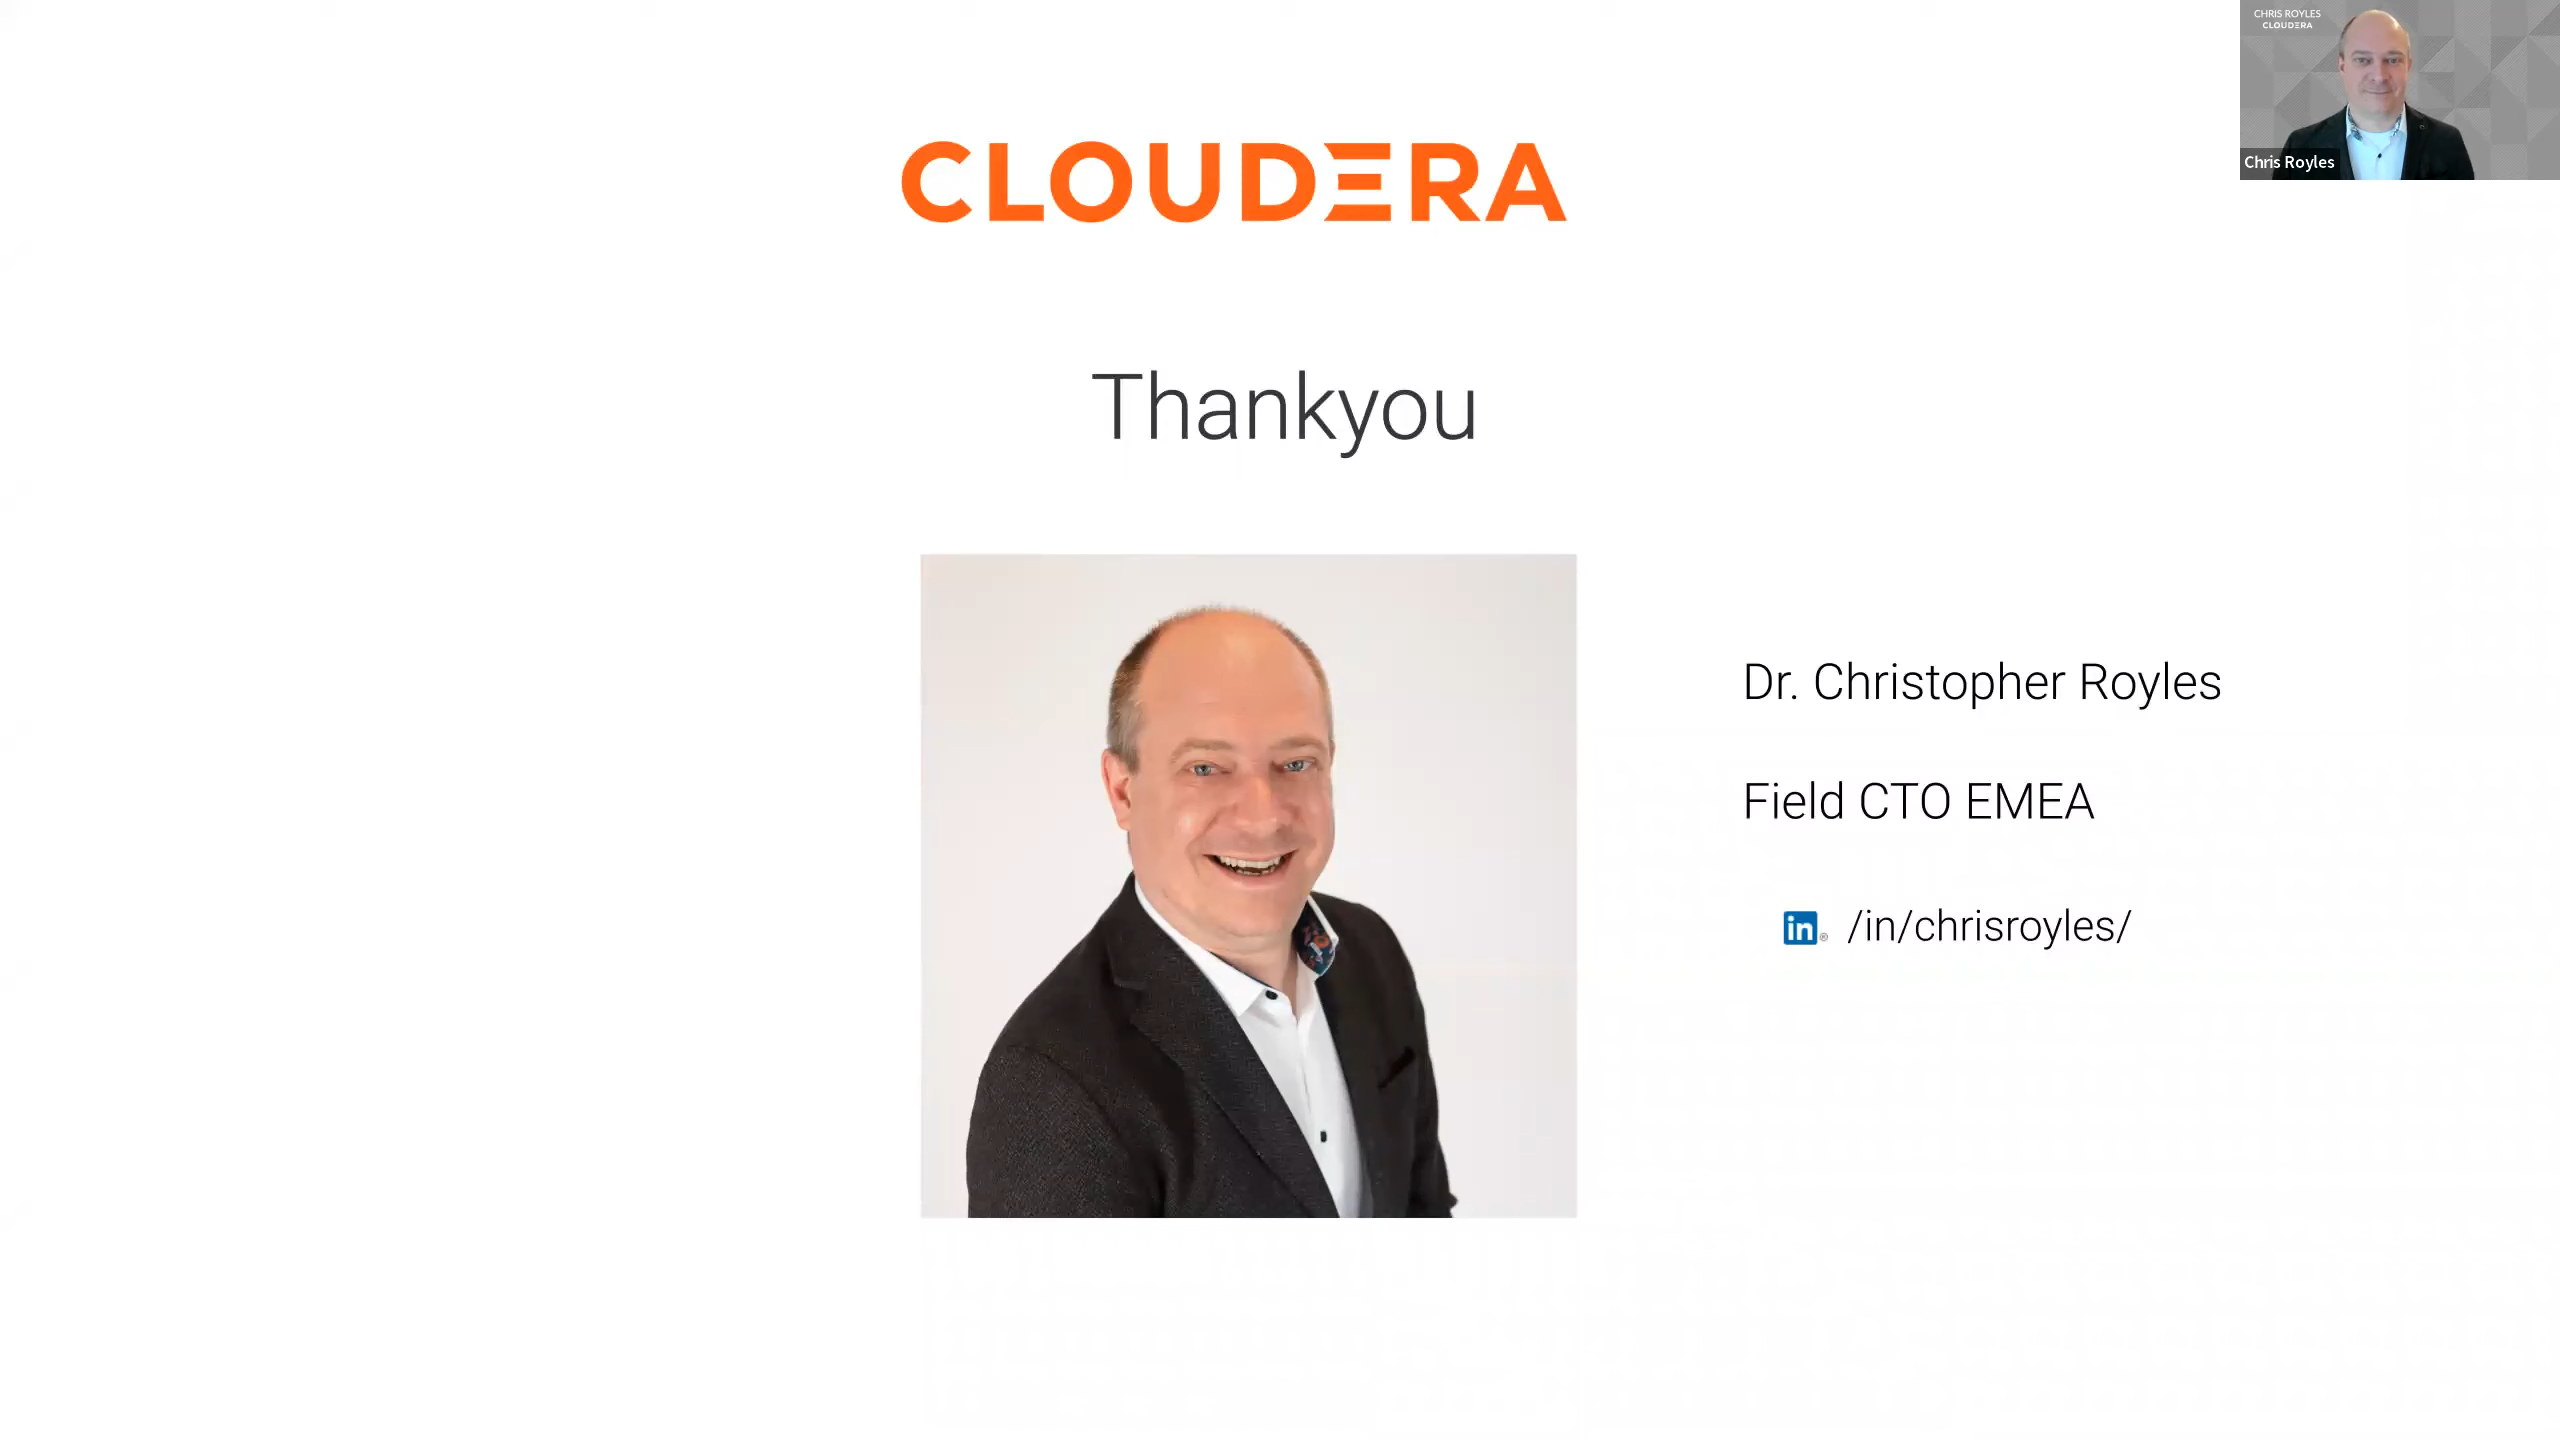 CHRIS ROYLES
CLOUDERA
Chris Royles
CLOUDERA
Thankyou
Dr. Christopher Royles
Field CTO EMEA
in® /in/chrisroyles/